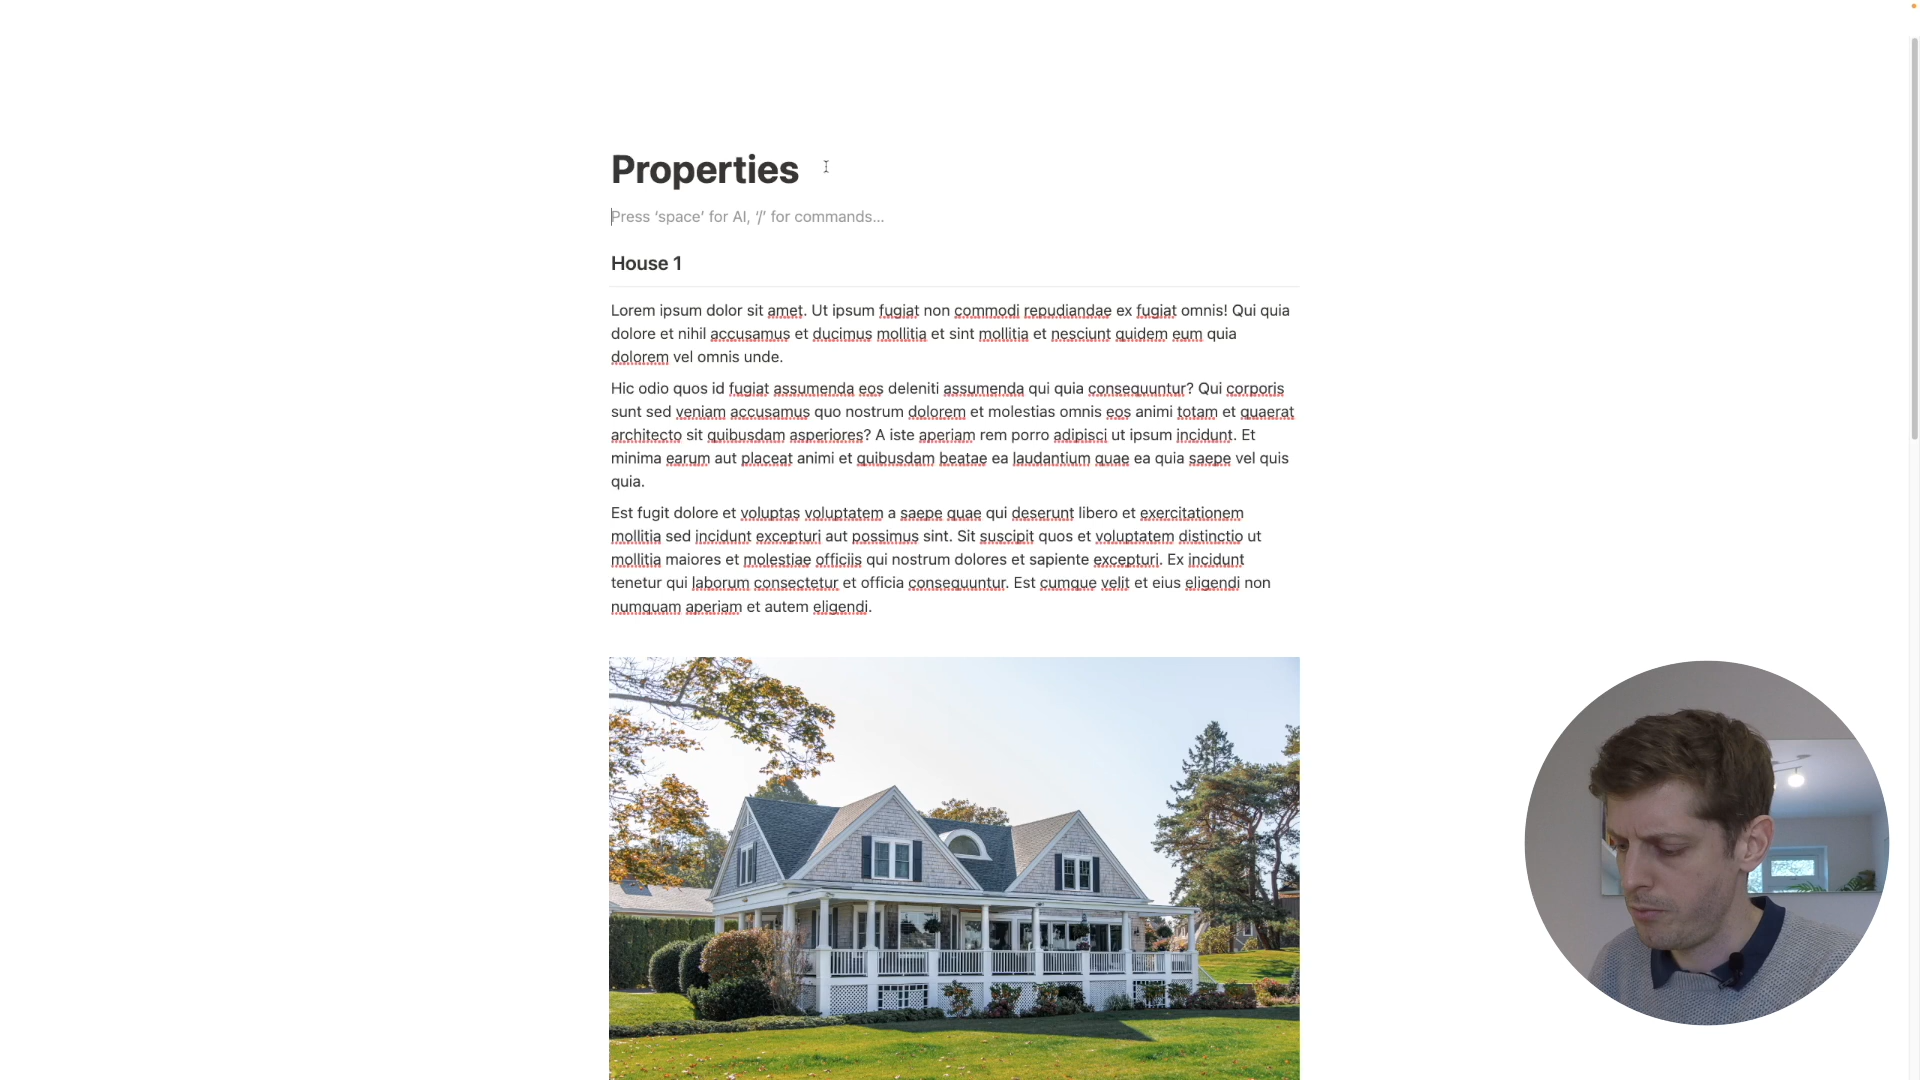 Properties
Press ‘space’ for AI, ‘/’ for commands…
House 1
Lorem ipsum dolor sit amet. Ut ipsum fugiat non commodi repudiandae ex fugiat omnis! Qui quia
dolore et nihil accusamus et ducimus mollitia et sint mollitia et nesciunt quidem eum quia
dolorem vel omnis unde.
Hic odio quos id fugiat assumenda eos deleniti assumenda qui quia consequuntur? Qui corporis
sunt sed veniam accusamus quo nostrum dolorem et molestias omnis eos animi totam et quaerat
architecto sit quibusdam asperiores? A iste aperiam rem porro adipisci ut ipsum incidunt. Et
minima earum aut placeat animi et quibusdam beatae ea laudantium quae ea quia saepe vel quis
quia.
Est fugit dolore et voluptas voluptatem a saepe quae qui deserunt libero et exercitationem
mollitia sed incidunt excepturi aut possimus sint. Sit suscipit quos et voluptatem distinctio ut
mollitia maiores et molestiae officiis qui nostrum dolores et sapiente excepturi. Ex incidunt
tenetur qui laborum consectetur et officia consequuntur. Est cumque velit et eius eligendi non
numquam aperiam et autem eligendi.